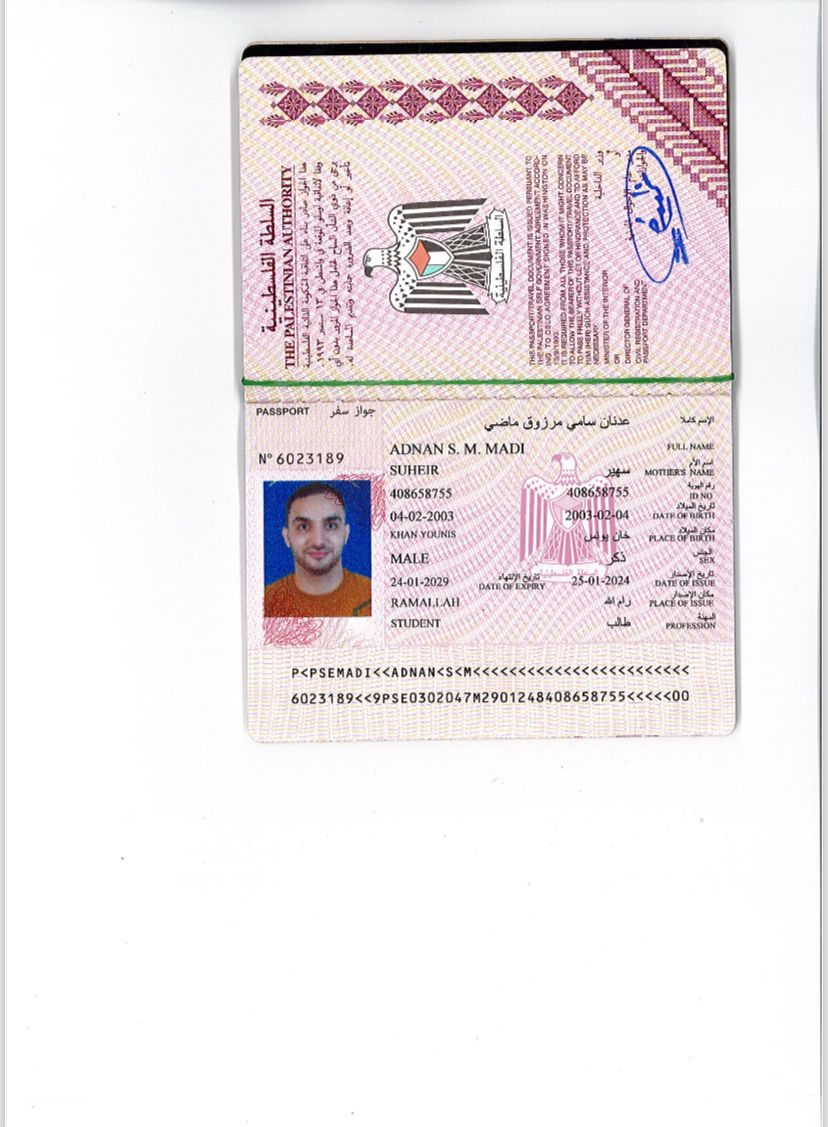 السلطة الفلسطينية
THE PALESTINIAN AUTHORITY
THIS PASSPORT/TRAVEL DOCUMENT IS ISSUED PERSUANT TO
THE PALESTINIAN SELF GOVERNMENT AGREEMENT ACCORD-
ING TO OSLO AGREEMENT SIGNED IN WASHINGTON ON
13/9/1993.
IT IS REQUIRED FROM ALL THOSE WHOM IT MIGHT CONCERN
TO ALLOW THE BEARER OF THIS PASSPORT/TRAVEL DOCUMENT
TO PASS FREELY WITHOUT LET OR HINDRANCE AND TO AFFORD
HIM (HER) SUCH ASSISTANCE AND PROTECTION AS MAY BE
NECESSARY.
وزير الداخلية
MINISTER OF THE INTERIOR
أو
OR
DIRECTOR GENERAL OF
CIVIL REGISTRATION AND
PASSPORT DEPARTMENT
PASSPORT جواز سفر
N° 6023189
عدنان سامي مرزوق ماضي الإسم كاملا
ADNAN S. M. MADI FULL NAME
SUHEIR سهير اسم الأم MOTHER'S NAME
408658755 408658755 رقم الهوية ID NO
04-02-2003 2003-02-04 تاريخ الميلاد DATE OF BIRTH
KHAN YOUNIS خان يونس مكان الميلاد PLACE OF BIRTH
MALE ذكر الجنس SEX
24-01-2029 تاريخ الإنتهاء DATE OF EXPIRY 25-01-2024 تاريخ الإصدار DATE OF ISSUE
RAMALLAH رام الله مكان الإصدار PLACE OF ISSUE
STUDENT طالب المهنة PROFESSION
P<PSEMADI<<ADNAN<S<M<<<<<<<<<<<<<<<<<<<<<<<<
6023189<<9PSE0302047M2901248408658755<<<<<00